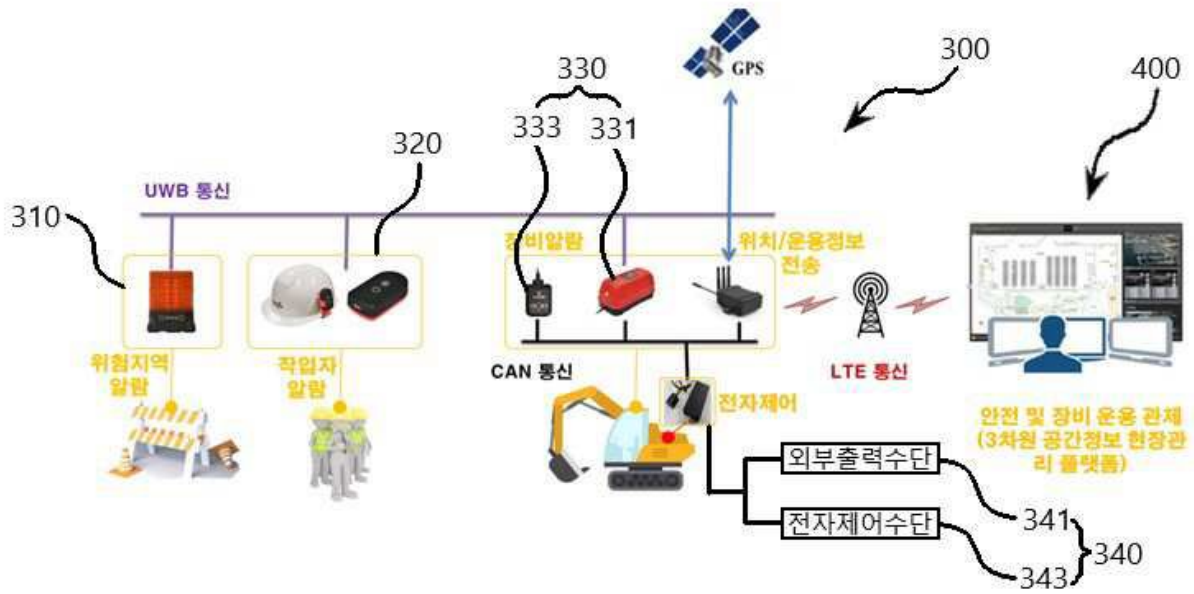 GPS
300
400
330
333
331
320
UWB 통신
310
장비알람
위치/운용정보
전송
위험지역
알람
작업자
알람
CAN 통신
LTE 통신
전자제어
안전 및 장비 운용 관제
(3차원 공간정보 현장관
리 플랫폼)
외부출력수단
전자제어수단
341
340
343